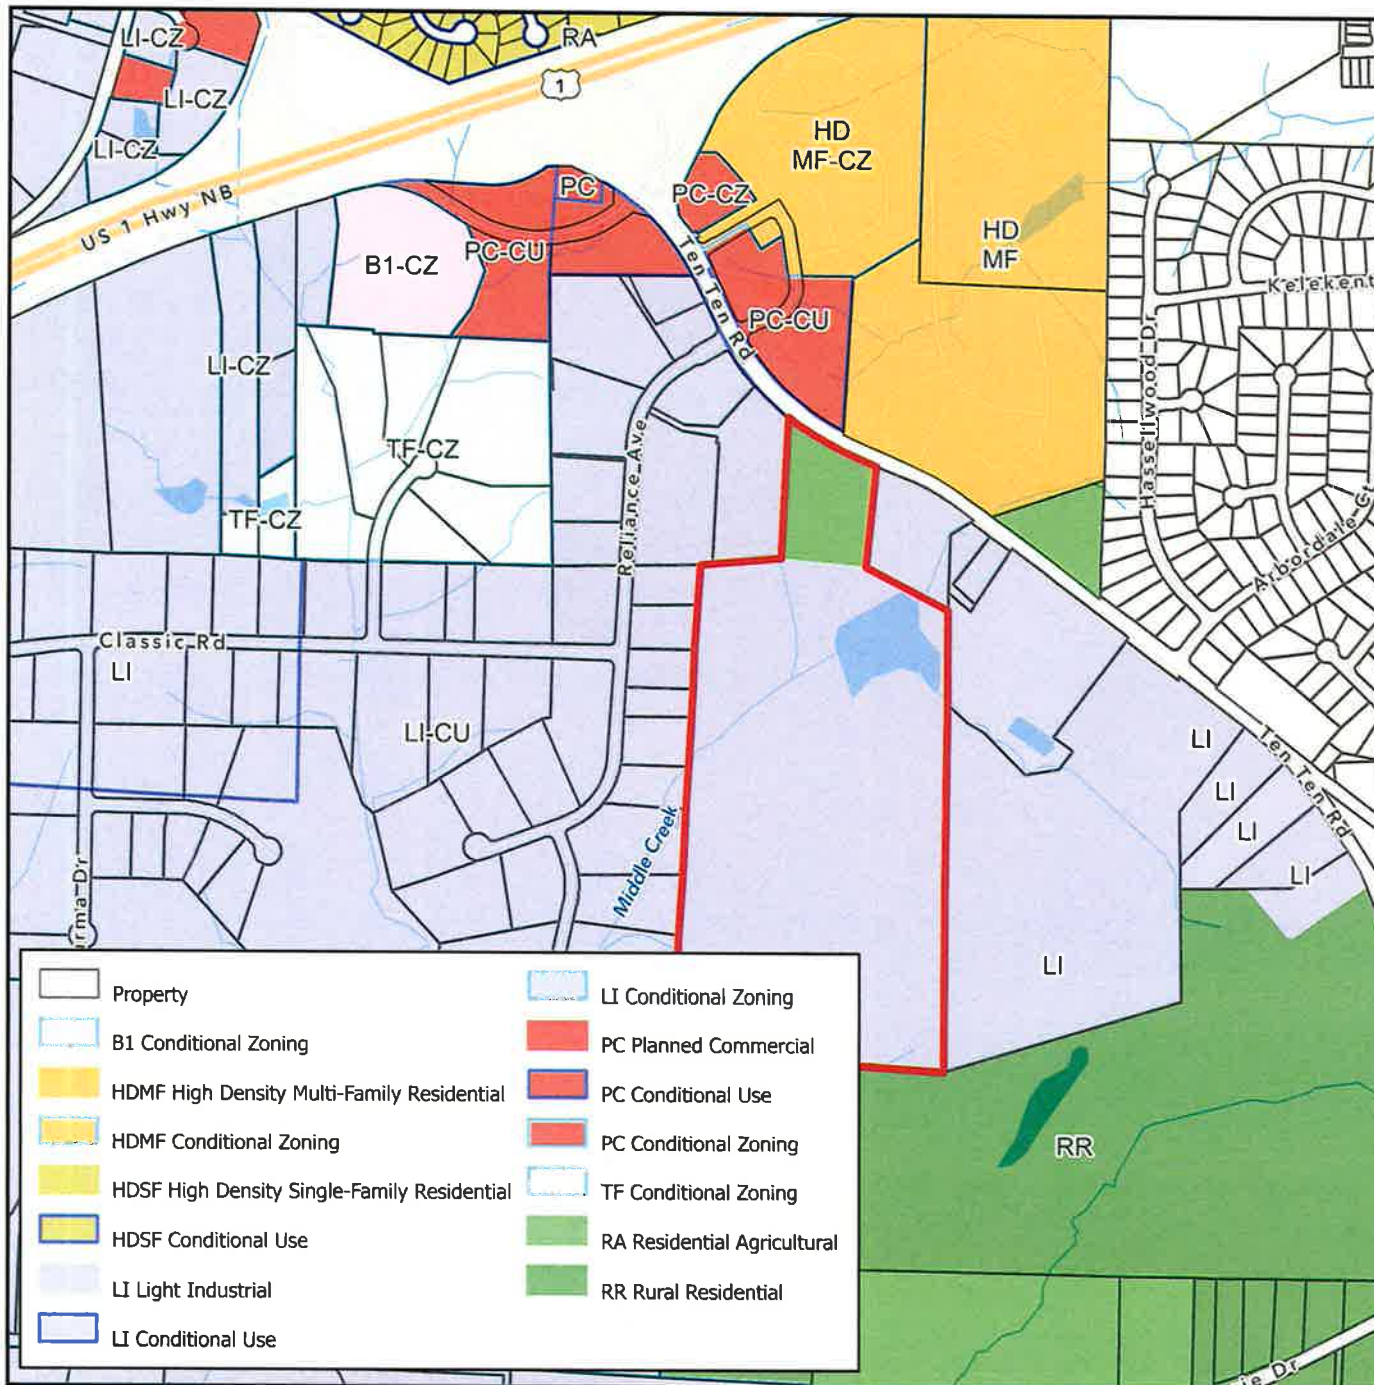 LI-CZ
RA
1
LI-CZ
HD
MF-CZ
LI-CZ
PC
PC-CZ
US 1 Hwy NB
HD
MF
B1-CZ
PC-CU
Ten Ten Rd
Kelekent
PC-CU
LI-CZ
Hassellwood Dr
TF-CZ
Reliance Ave
TF-CZ
Arbordale Ct
Classic Rd
LI
LI-CU
LI
Ten Ten Rd
LI
LI
LI
Middle Creek
rma Dr
LI
RR
ie Dr
Property
B1 Conditional Zoning
HDMF High Density Multi-Family Residential
HDMF Conditional Zoning
HDSF High Density Single-Family Residential
HDSF Conditional Use
LI Light Industrial
LI Conditional Use
LI Conditional Zoning
PC Planned Commercial
PC Conditional Use
PC Conditional Zoning
TF Conditional Zoning
RA Residential Agricultural
RR Rural Residential